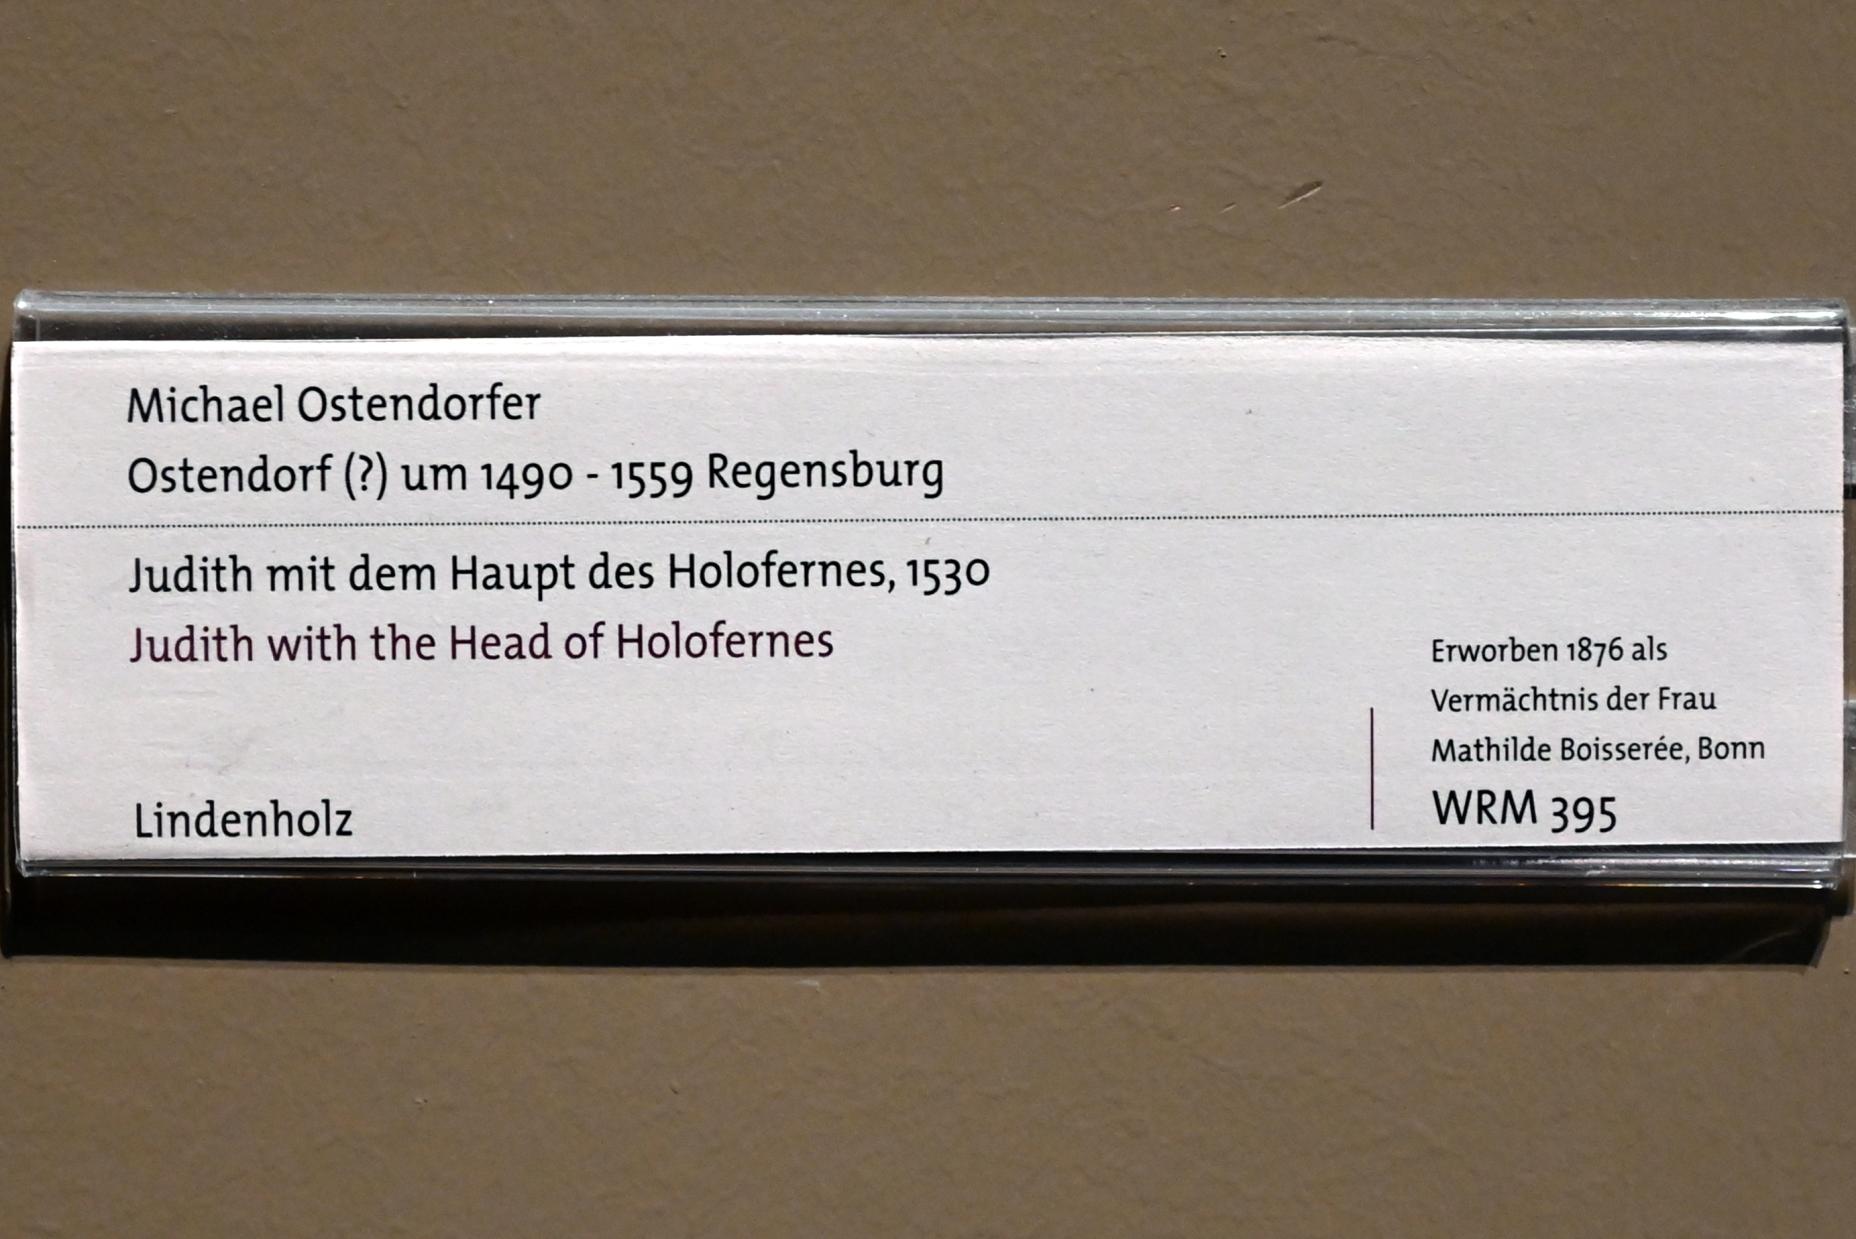 Michael Ostendorfer
Ostendorf (?) um 1490 - 1559 Regensburg
Judith mit dem Haupt des Holofernes, 1530
Judith with the Head of Holofernes
Lindenholz
Erworben 1876 als
Vermächtnis der Frau
Mathilde Boisserée, Bonn
WRM 395